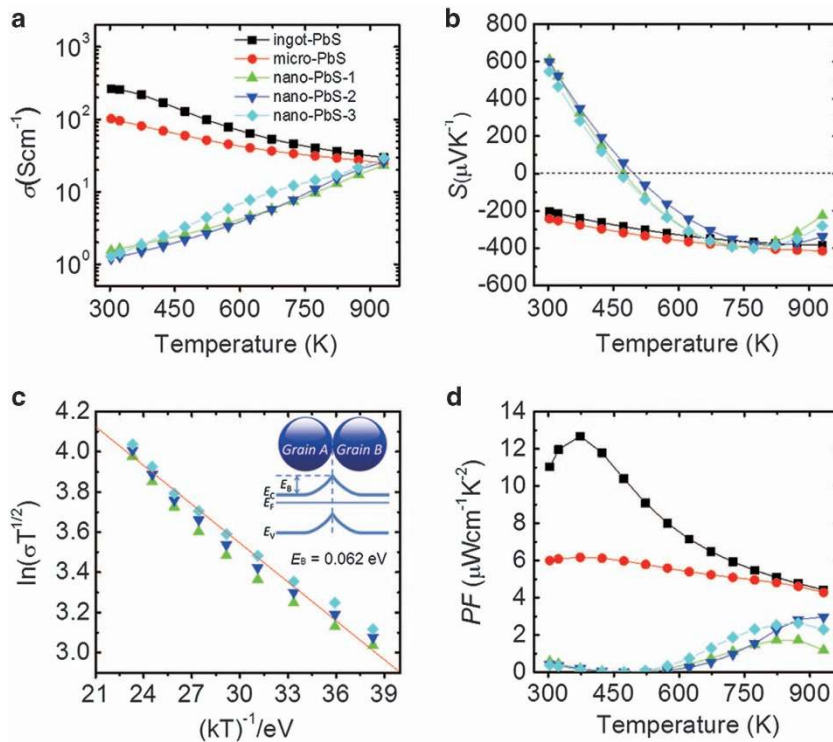 a
σ(Scm⁻¹)
10³
10²
10¹
10⁰
ingot-PbS
micro-PbS
nano-PbS-1
nano-PbS-2
nano-PbS-3
300 450 600 750 900
Temperature (K)
b
S(μVK⁻¹)
800
600
400
200
0
-200
-400
-600
300 450 600 750 900
Temperature (K)
c
ln(σT¹ᐟ²)
4.2
4.0
3.8
3.6
3.4
3.2
3.0
Grain A Grain B
E_B
E_C
E_F
E_V
E_B = 0.062 eV
21 24 27 30 33 36 39
(kT)⁻¹/eV
d
PF (μWcm⁻¹K⁻²)
14
12
10
8
6
4
2
0
300 450 600 750 900
Temperature (K)